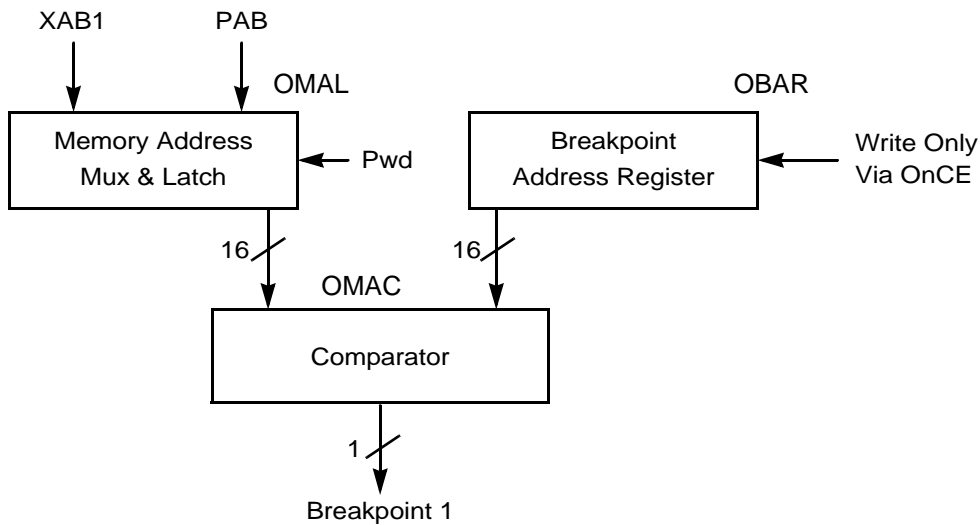 XAB1
PAB
OMAL
OBAR
Memory Address
Mux & Latch
Pwd
Breakpoint
Address Register
Write Only
Via OnCE
16
16
OMAC
Comparator
1
Breakpoint 1